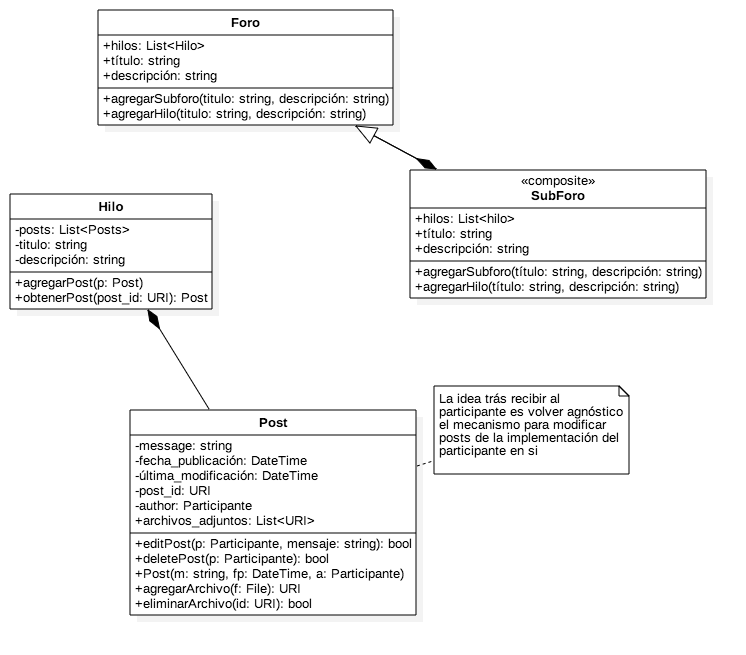 Foro
+hilos: List<Hilo>
+título: string
+descripción: string
+agregarSubforo(titulo: string, descripción: string)
+agregarHilo(titulo: string, descripción: string)
«composite»
SubForo
+hilos: List<hilo>
+título: string
+descripción: string
+agregarSubforo(título: string, descripción: string)
+agregarHilo(título: string, descripción: string)
Hilo
-posts: List<Posts>
-titulo: string
-descripción: string
+agregarPost(p: Post)
+obtenerPost(post_id: URI): Post
Post
-message: string
-fecha_publicación: DateTime
-última_modificación: DateTime
-post_id: URI
-author: Participante
+archivos_adjuntos: List<URI>
+editPost(p: Participante, mensaje: string): bool
+deletePost(p: Participante): bool
+Post(m: string, fp: DateTime, a: Participante)
+agregarArchivo(f: File): URI
+eliminarArchivo(id: URI): bool
La idea trás recibir al
participante es volver agnóstico
el mecanismo para modificar
posts de la implementación del
participante en si